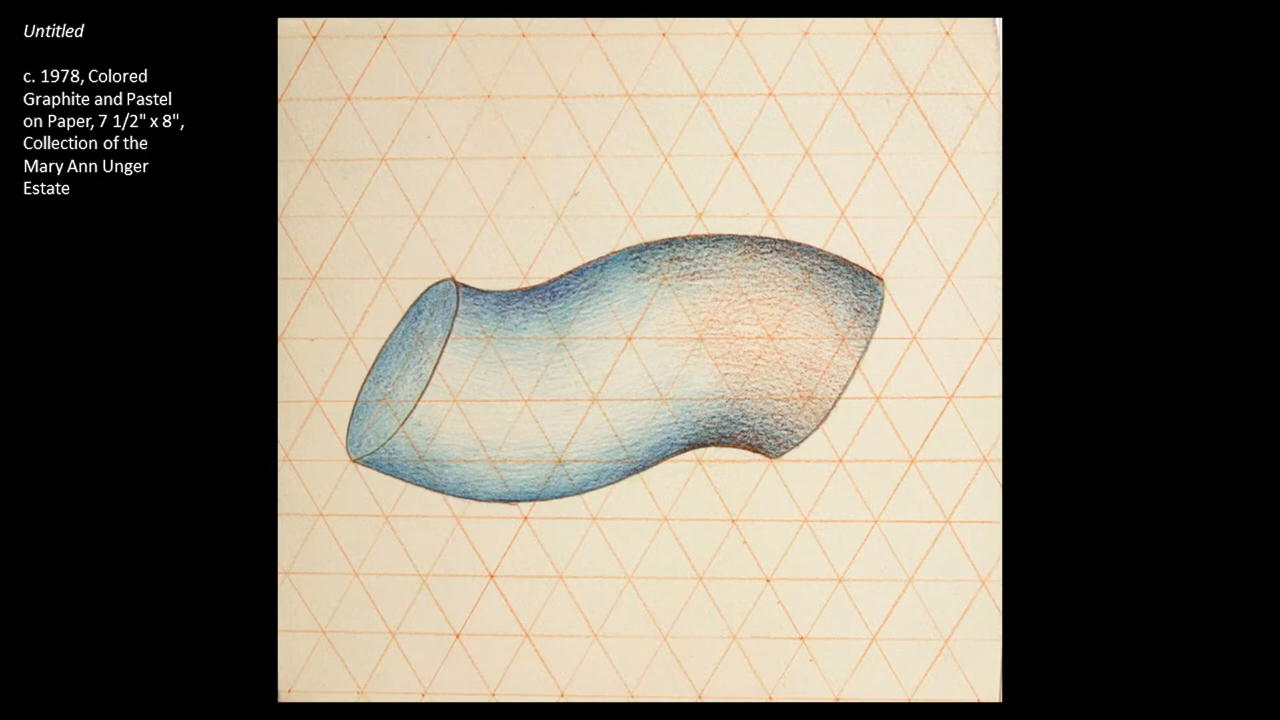 Untitled
c. 1978, Colored
Graphite and Pastel
on Paper, 7 1/2" x 8",
Collection of the
Mary Ann Unger
Estate